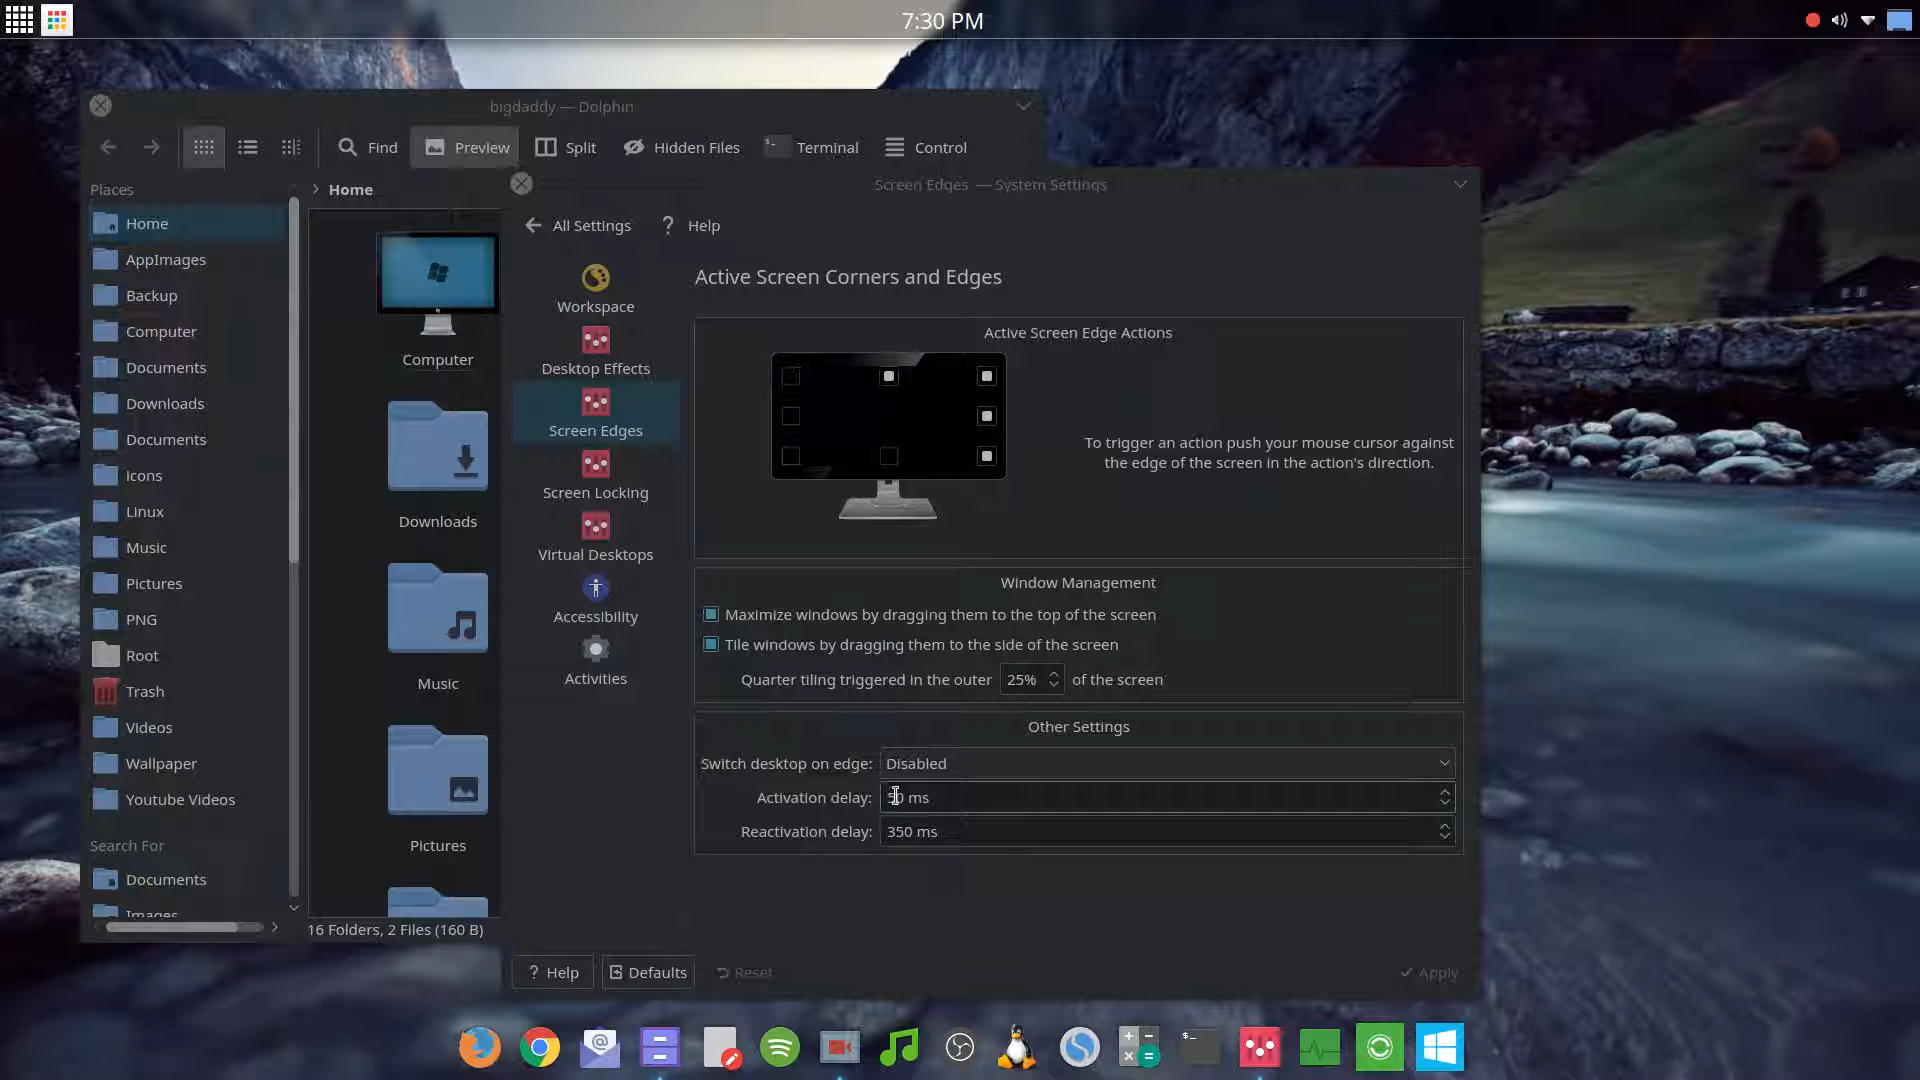 7:30 PM
bigdaddy — Dolphin
Find
Preview
Split
Hidden Files
Terminal
Control
Places
Home
AppImages
Backup
Computer
Documents
Downloads
Documents
Icons
Linux
Music
Pictures
PNG
Root
Trash
Videos
Wallpaper
Youtube Videos
Search For
Documents
Images
Home
Computer
Downloads
Music
Pictures
16 Folders, 2 Files (160 B)
Screen Edges — System Settings
All Settings
? Help
Workspace
Desktop Effects
Screen Edges
Screen Locking
Virtual Desktops
Accessibility
Activities
Active Screen Corners and Edges
Active Screen Edge Actions
To trigger an action push your mouse cursor against
the edge of the screen in the action's direction.
Window Management
Maximize windows by dragging them to the top of the screen
Tile windows by dragging them to the side of the screen
Quarter tiling triggered in the outer 25% of the screen
Other Settings
Switch desktop on edge: Disabled
Activation delay: ms
Reactivation delay: 350 ms
? Help
Defaults
Reset
Apply